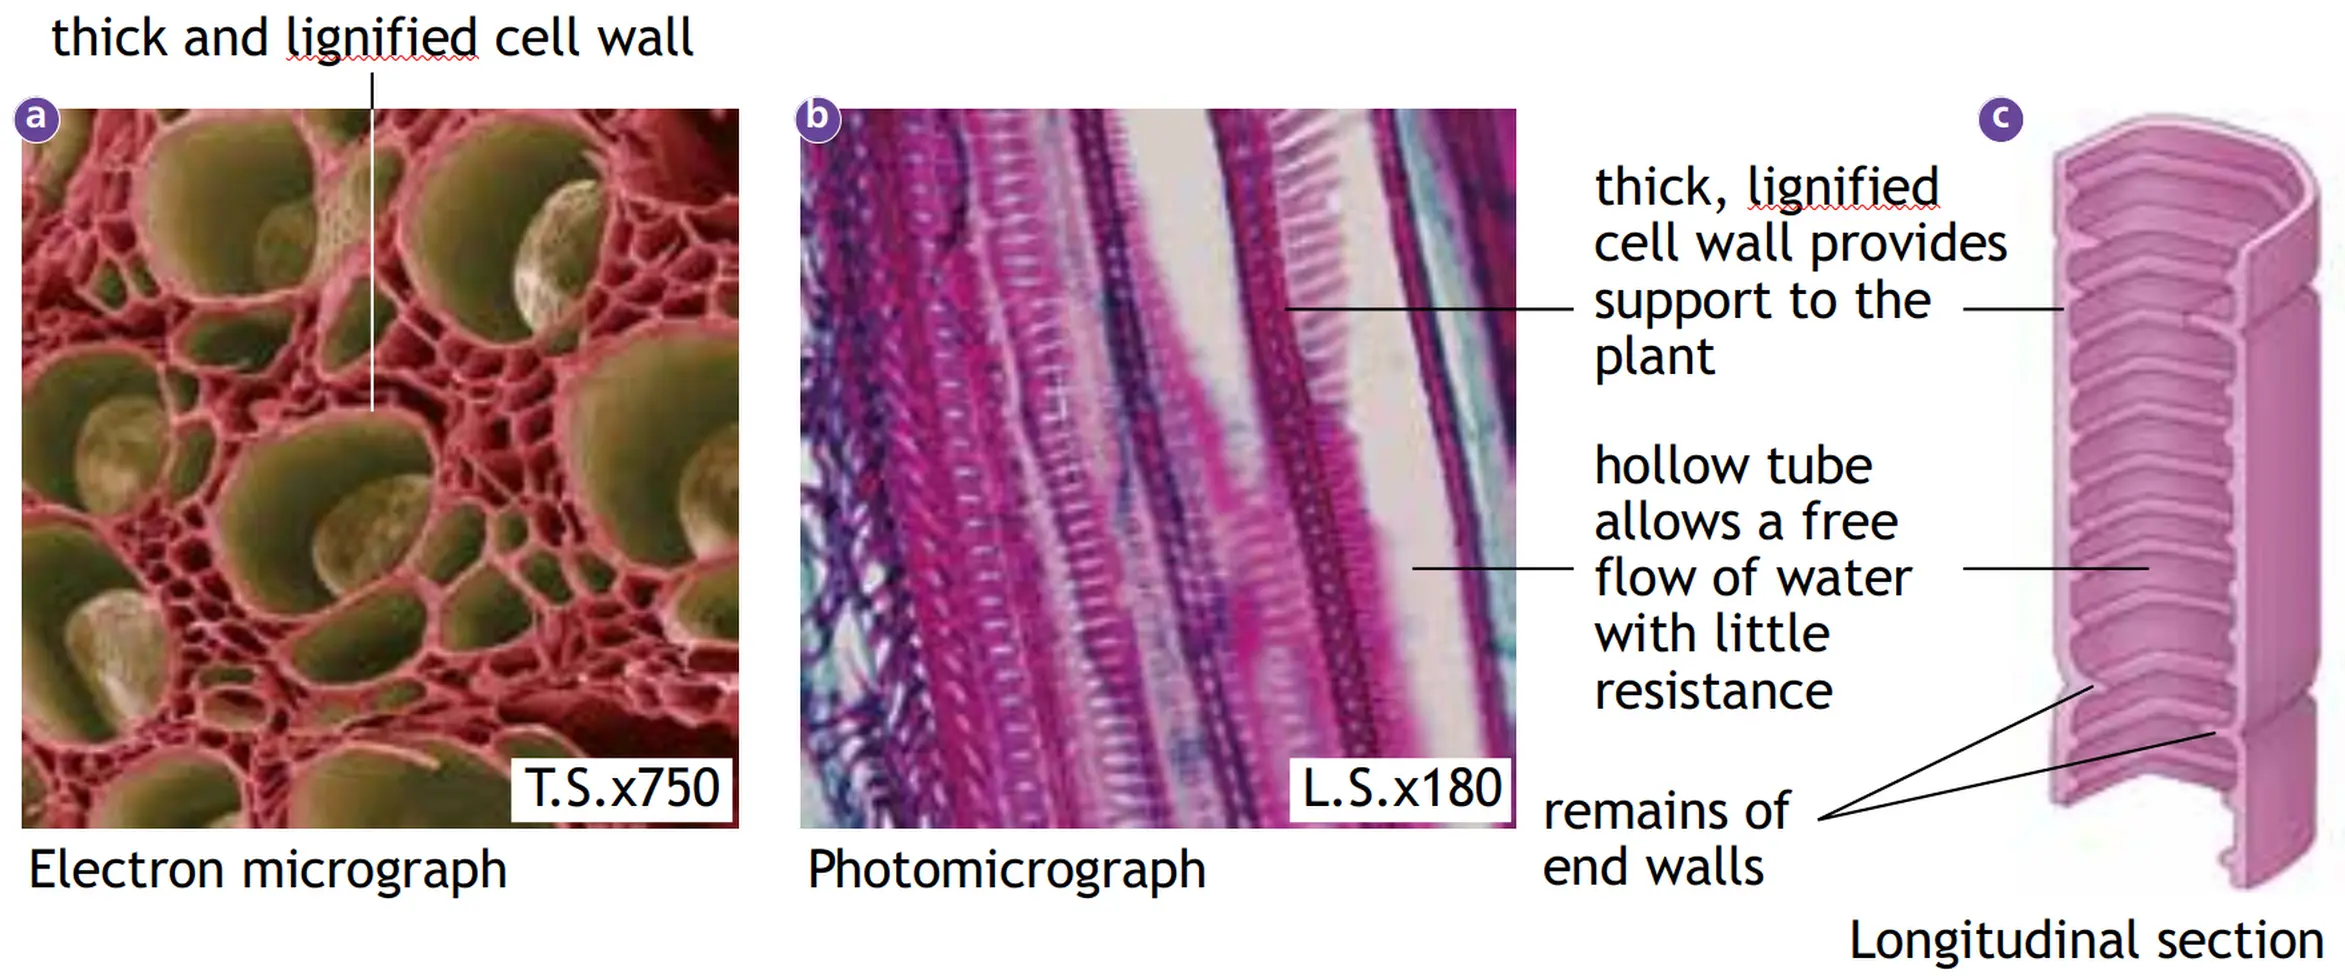 thick and lignified cell wall
a
b
c
thick, lignified
cell wall provides
support to the
plant
hollow tube
allows a free
flow of water
with little
resistance
T.S.x750
L.S.x180
remains of
end walls
Electron micrograph
Photomicrograph
Longitudinal section